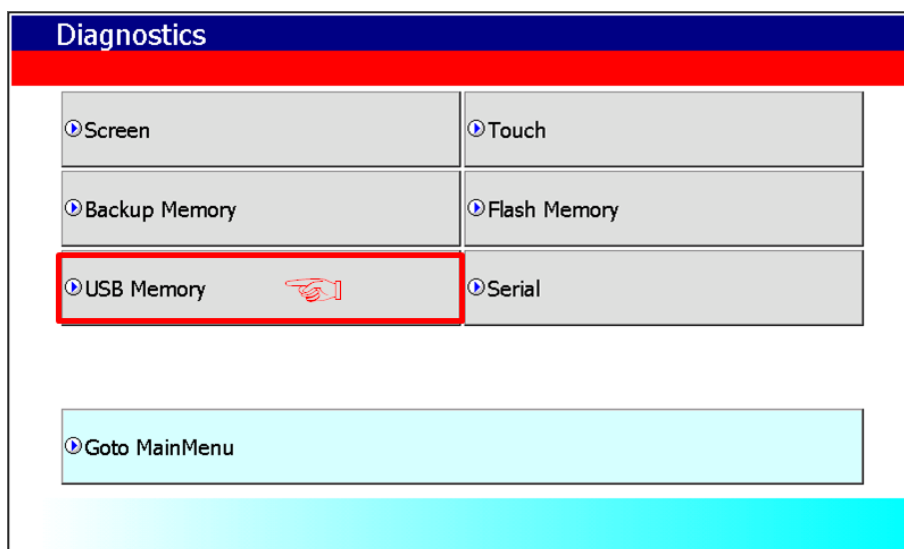 Diagnostics
Screen
Touch
Backup Memory
Flash Memory
USB Memory
Serial
Goto MainMenu